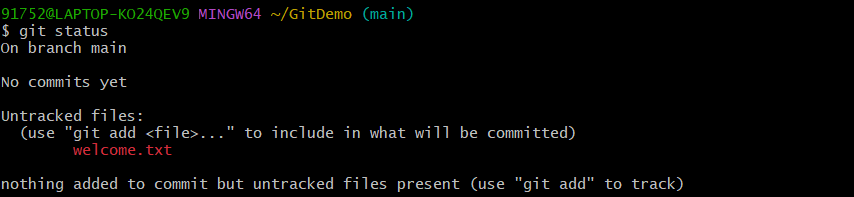 91752@LAPTOP-KO24QEV9 MINGW64 ~/GitDemo (main)
$ git status
On branch main
No commits yet
Untracked files:
  (use "git add <file>..." to include in what will be committed)
        welcome.txt
nothing added to commit but untracked files present (use "git add" to track)